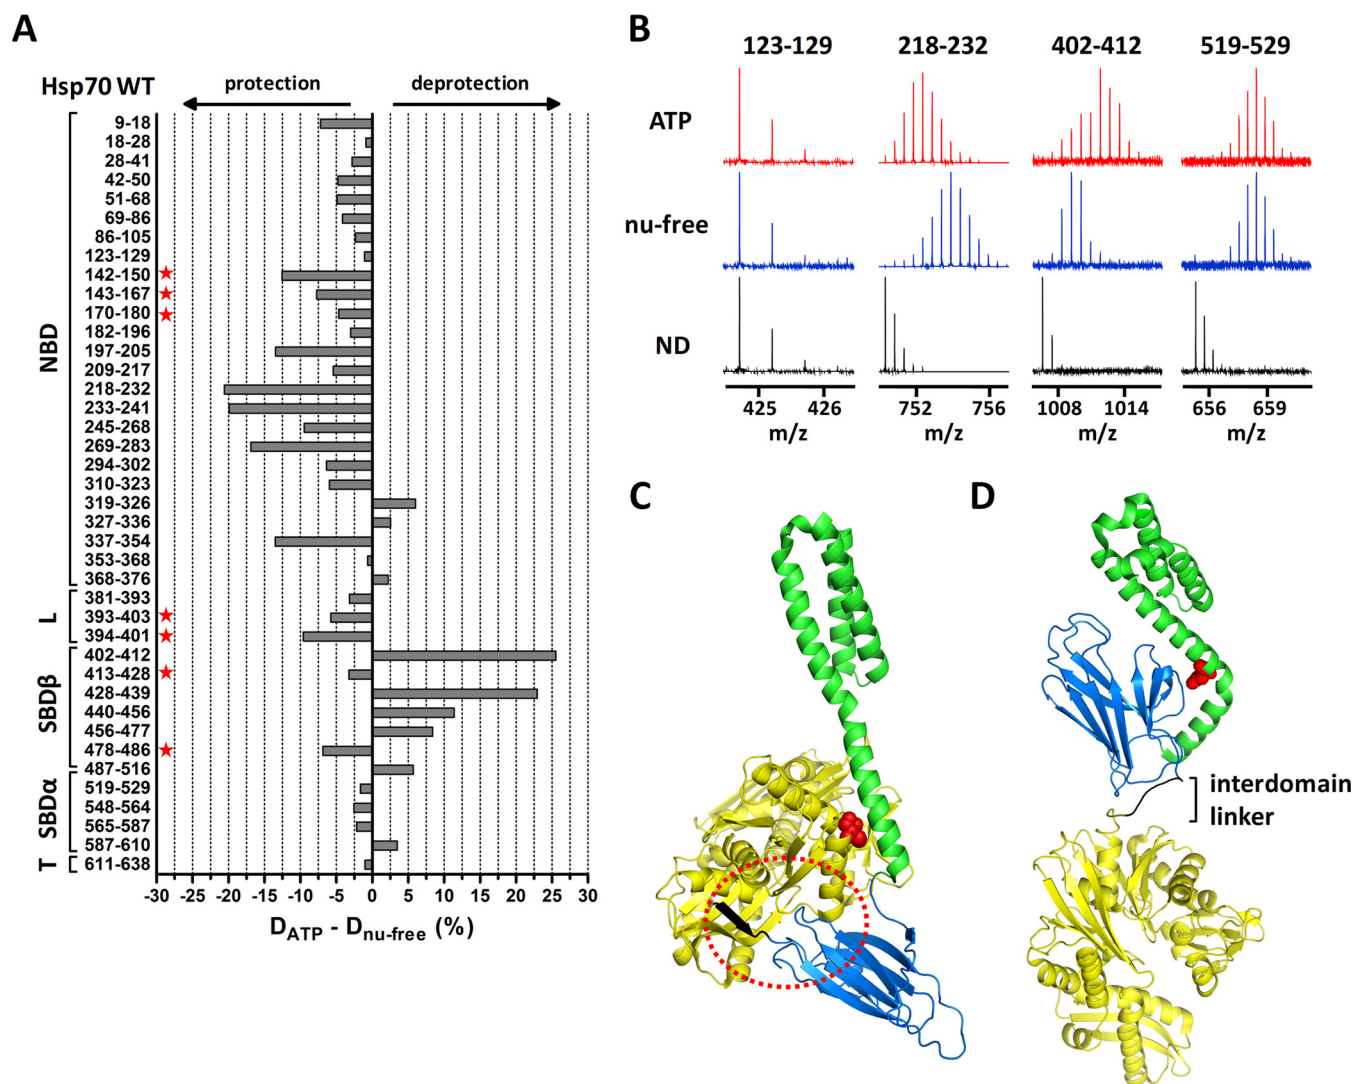 A
Hsp70 WT
protection
deprotection
NBD
9-18
18-28
28-41
42-50
51-68
69-86
86-105
123-129
142-150
143-167
170-180
182-196
197-205
209-217
218-232
233-241
245-268
269-283
294-302
310-323
319-326
327-336
337-354
353-368
368-376
L
381-393
393-403
394-401
SBDβ
402-412
413-428
428-439
440-456
456-477
478-486
487-516
SBDα
519-529
548-564
565-587
587-610
T
611-638
-30 -25 -20 -15 -10 -5 0 5 10 15 20 25 30
DATP - Dnu-free (%)
B
123-129 218-232 402-412 519-529
ATP
nu-free
ND
425 426 752 756 1008 1014 656 659
m/z m/z m/z m/z
C
D
interdomain
linker